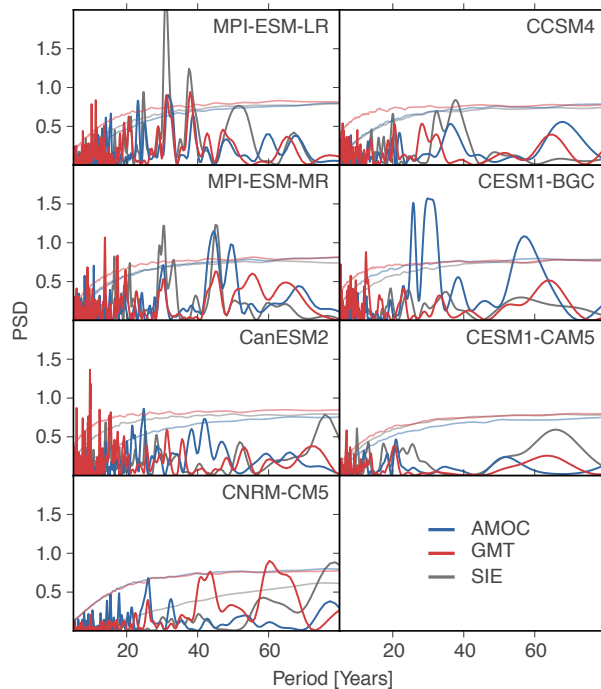 MPI-ESM-LR
CCSM4
1.5
1.0
0.5
MPI-ESM-MR
CESM1-BGC
1.5
1.0
0.5
PSD
CanESM2
CESM1-CAM5
1.5
1.0
0.5
CNRM-CM5
1.5
1.0
0.5
AMOC
GMT
SIE
20 40 60 20 40 60
Period [Years] Period [Years]